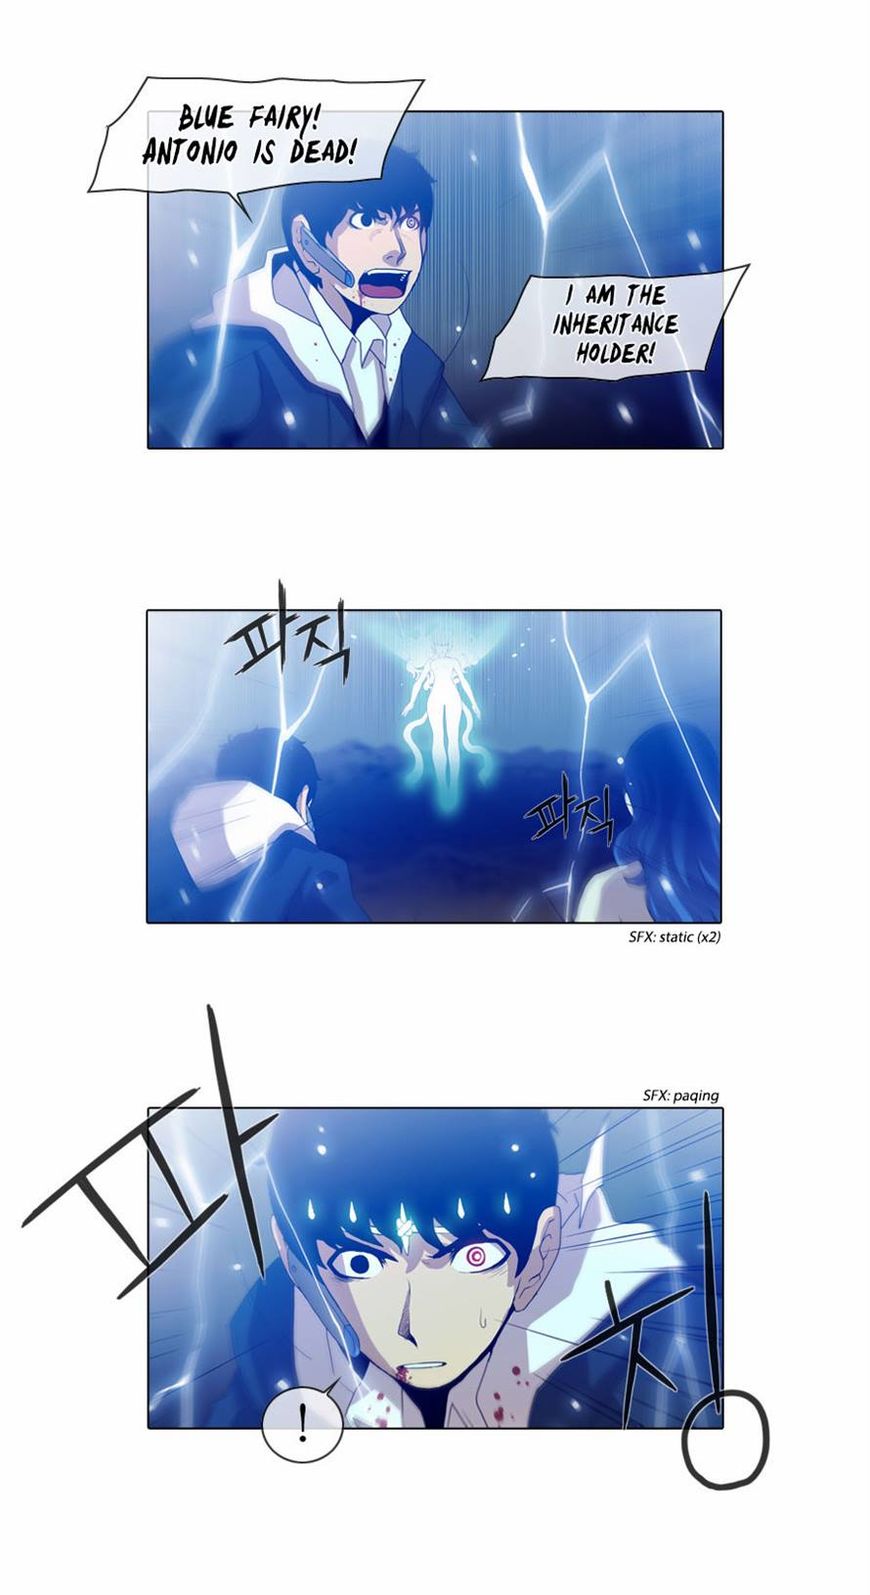 BLUE FAIRY!
ANTONIO IS DEAD!
I AM THE
INHERITANCE
HOLDER!
파직
파직
SFX: static (x2)
SFX: paqing
파칭
!